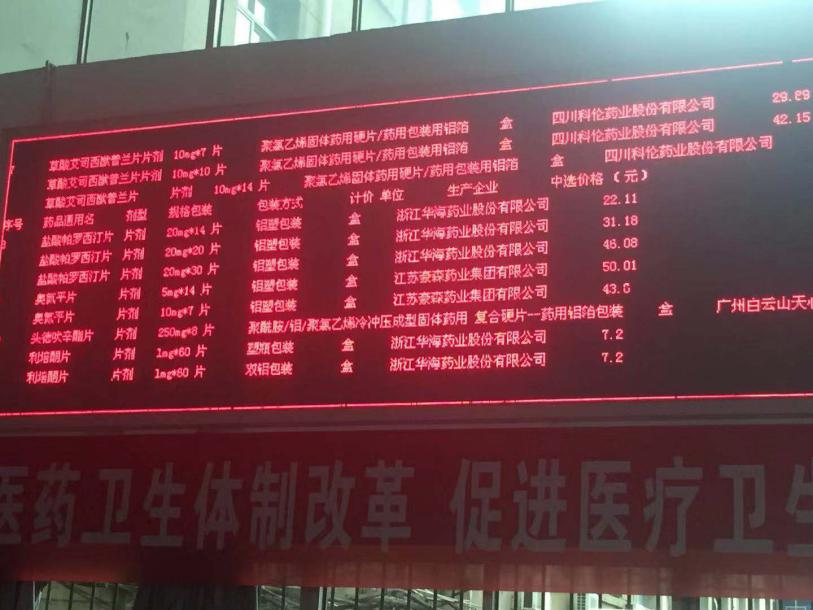 草酸艾司西酞普兰片片剂 10mg*7 片 聚氯乙烯固体药用硬片/药用包装用铝箔 盒 四川科伦药业股份有限公司 29.89
草酸艾司西酞普兰片片剂 10mg*10 片 聚氯乙烯固体药用硬片/药用包装用铝箔 盒 四川科伦药业股份有限公司 42.15
草酸艾司西酞普兰片 片剂 10mg*14 片 聚氯乙烯固体药用硬片/药用包装用铝箔 盒 四川科伦药业股份有限公司
序号 药品通用名 剂型 规格包装 包装方式 计价 单位 生产企业 中选价格 (元)
盐酸帕罗西汀片 片剂 20mg*14 片 铝塑包装 盒 浙江华海药业股份有限公司 22.11
盐酸帕罗西汀片 片剂 20mg*20 片 铝塑包装 盒 浙江华海药业股份有限公司 31.18
盐酸帕罗西汀片 片剂 20mg*30 片 铝塑包装 盒 浙江华海药业股份有限公司 46.08
奥氮平片 片剂 5mg*14 片 铝塑包装 盒 江苏豪森药业集团有限公司 50.01
奥氮平片 片剂 10mg*7 片 铝塑包装 盒 江苏豪森药业集团有限公司
头孢呋辛酯片 片剂 250mg*8 片 聚酰胺/铝/聚氯乙烯冷冲压成型固体药用 复合硬片--药用铝箔包装 盒 广州白云山天心
利培酮片 片剂 1mg*60 片 塑瓶包装 盒 浙江华海药业股份有限公司 7.2
利培酮片 片剂 1mg*60 片 双铝包装 盒 浙江华海药业股份有限公司 7.2
医药卫生体制改革 促进医疗卫生